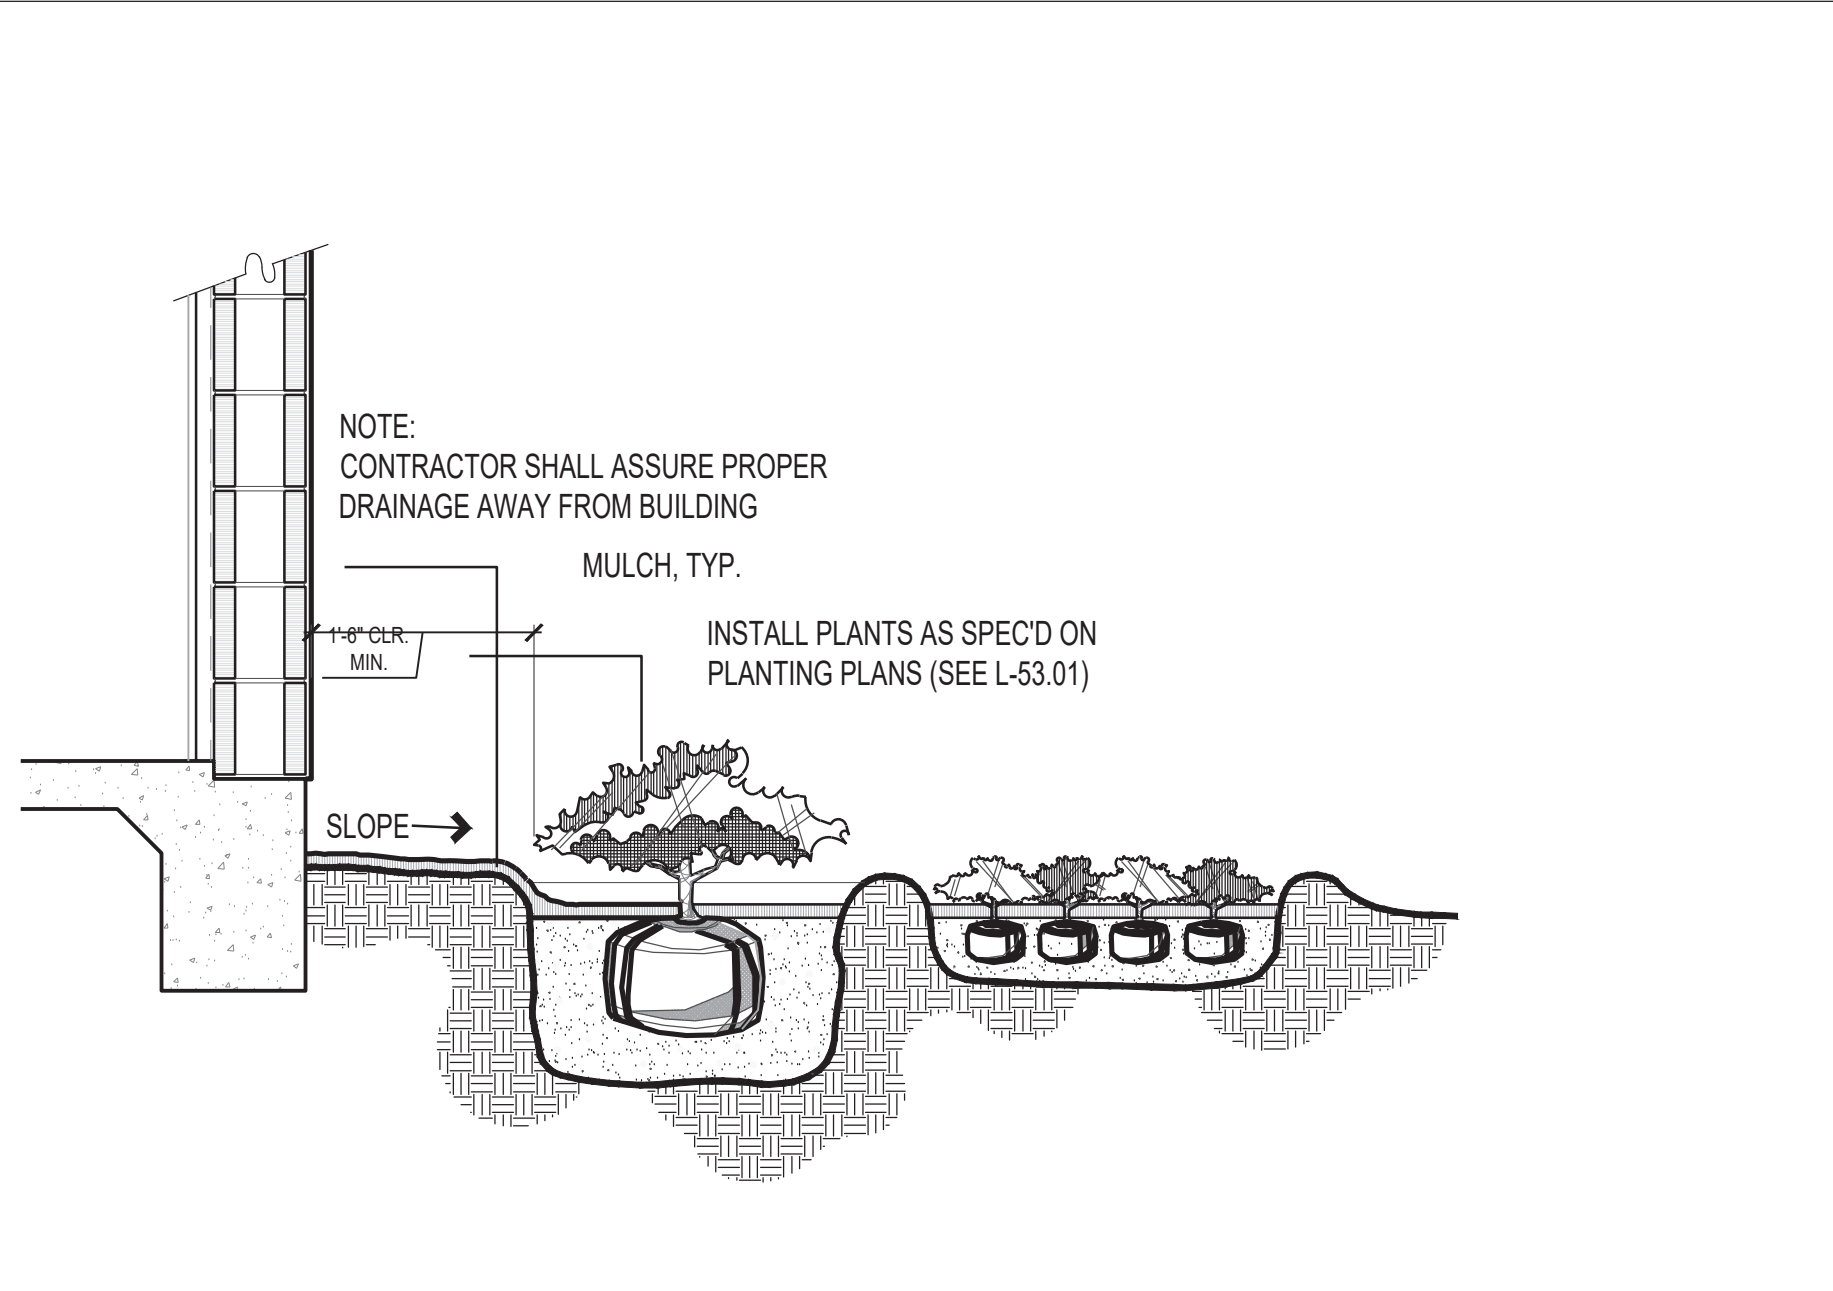 NOTE:
CONTRACTOR SHALL ASSURE PROPER
DRAINAGE AWAY FROM BUILDING
MULCH, TYP.
1'-6" CLR.
MIN.
INSTALL PLANTS AS SPEC'D ON
PLANTING PLANS (SEE L-53.01)
SLOPE